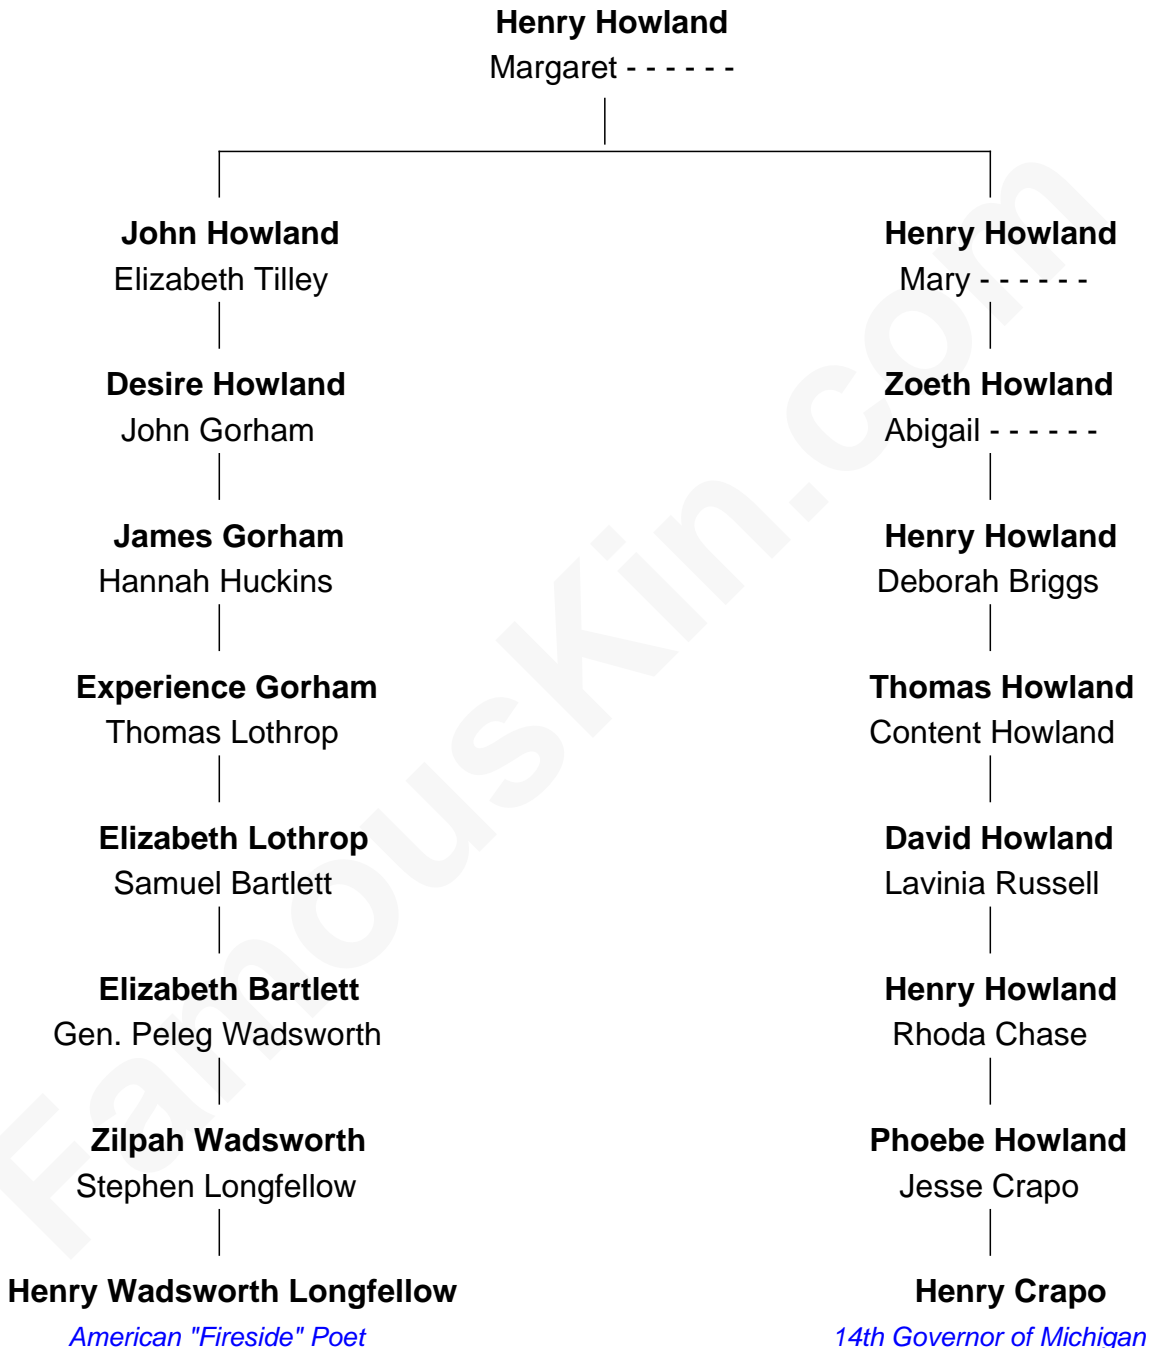 Henry Howland
Margaret - - - - - -
John Howland
Elizabeth Tilley
Desire Howland
John Gorham
James Gorham
Hannah Huckins
Experience Gorham
Thomas Lothrop
Elizabeth Lothrop
Samuel Bartlett
Elizabeth Bartlett
Gen. Peleg Wadsworth
Zilpah Wadsworth
Stephen Longfellow
Henry Wadsworth Longfellow
American "Fireside" Poet
Henry Howland
Mary - - - - - -
Zoeth Howland
Abigail - - - - - -
Henry Howland
Deborah Briggs
Thomas Howland
Content Howland
David Howland
Lavinia Russell
Henry Howland
Rhoda Chase
Phoebe Howland
Jesse Crapo
Henry Crapo
14th Governor of Michigan
FamousKin.com